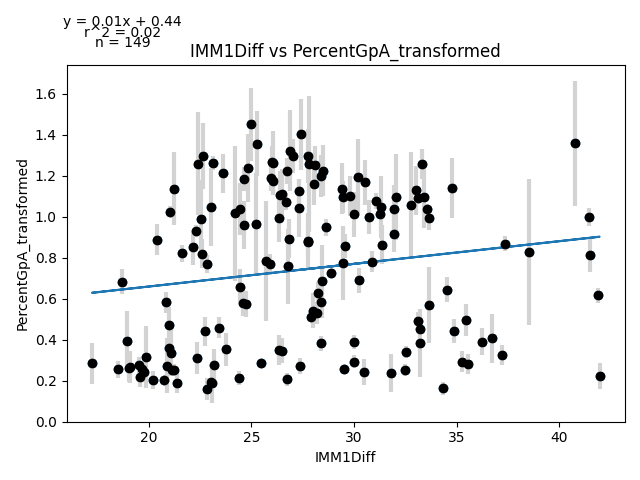 y = 0.01x + 0.44
r^2 = 0.02
n = 149
IMM1Diff vs PercentGpA_transformed
1.6
1.4
1.2
1.0
0.8
0.6
0.4
0.2
0.0
PercentGpA_transformed
20 25 30 35 40
IMM1Diff